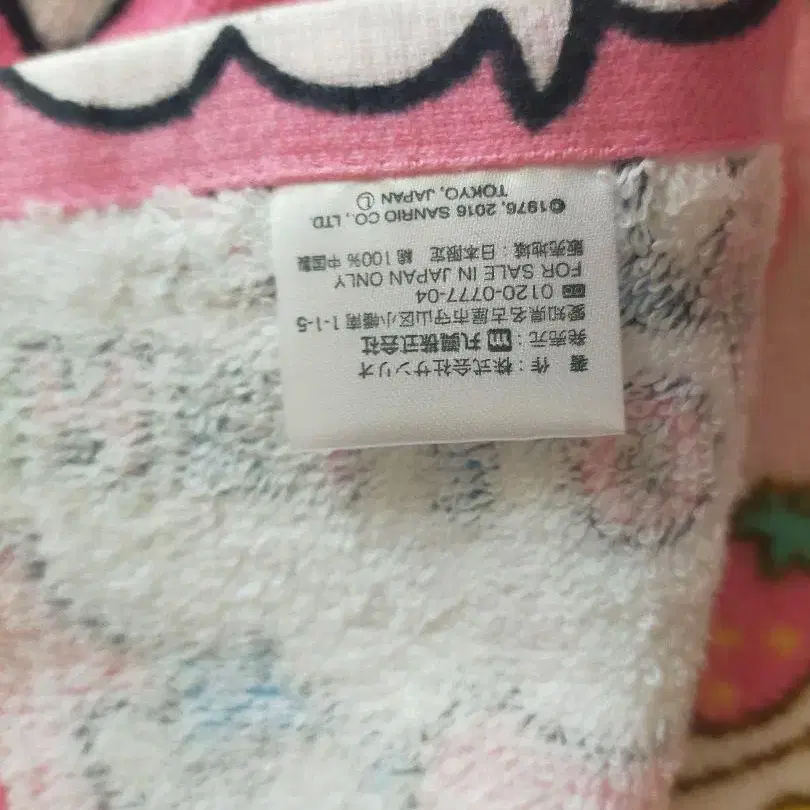 著　作：株式会社サンリオ
発売元：m 丸眞株式会社
愛知県名古屋市守山区小幡南1-1-5
0120-0777-04
FOR SALE IN JAPAN ONLY
販売地域：日本限定　綿 100% 中国製
©1976, 2016 SANRIO CO., LTD.
TOKYO, JAPAN Ⓛ